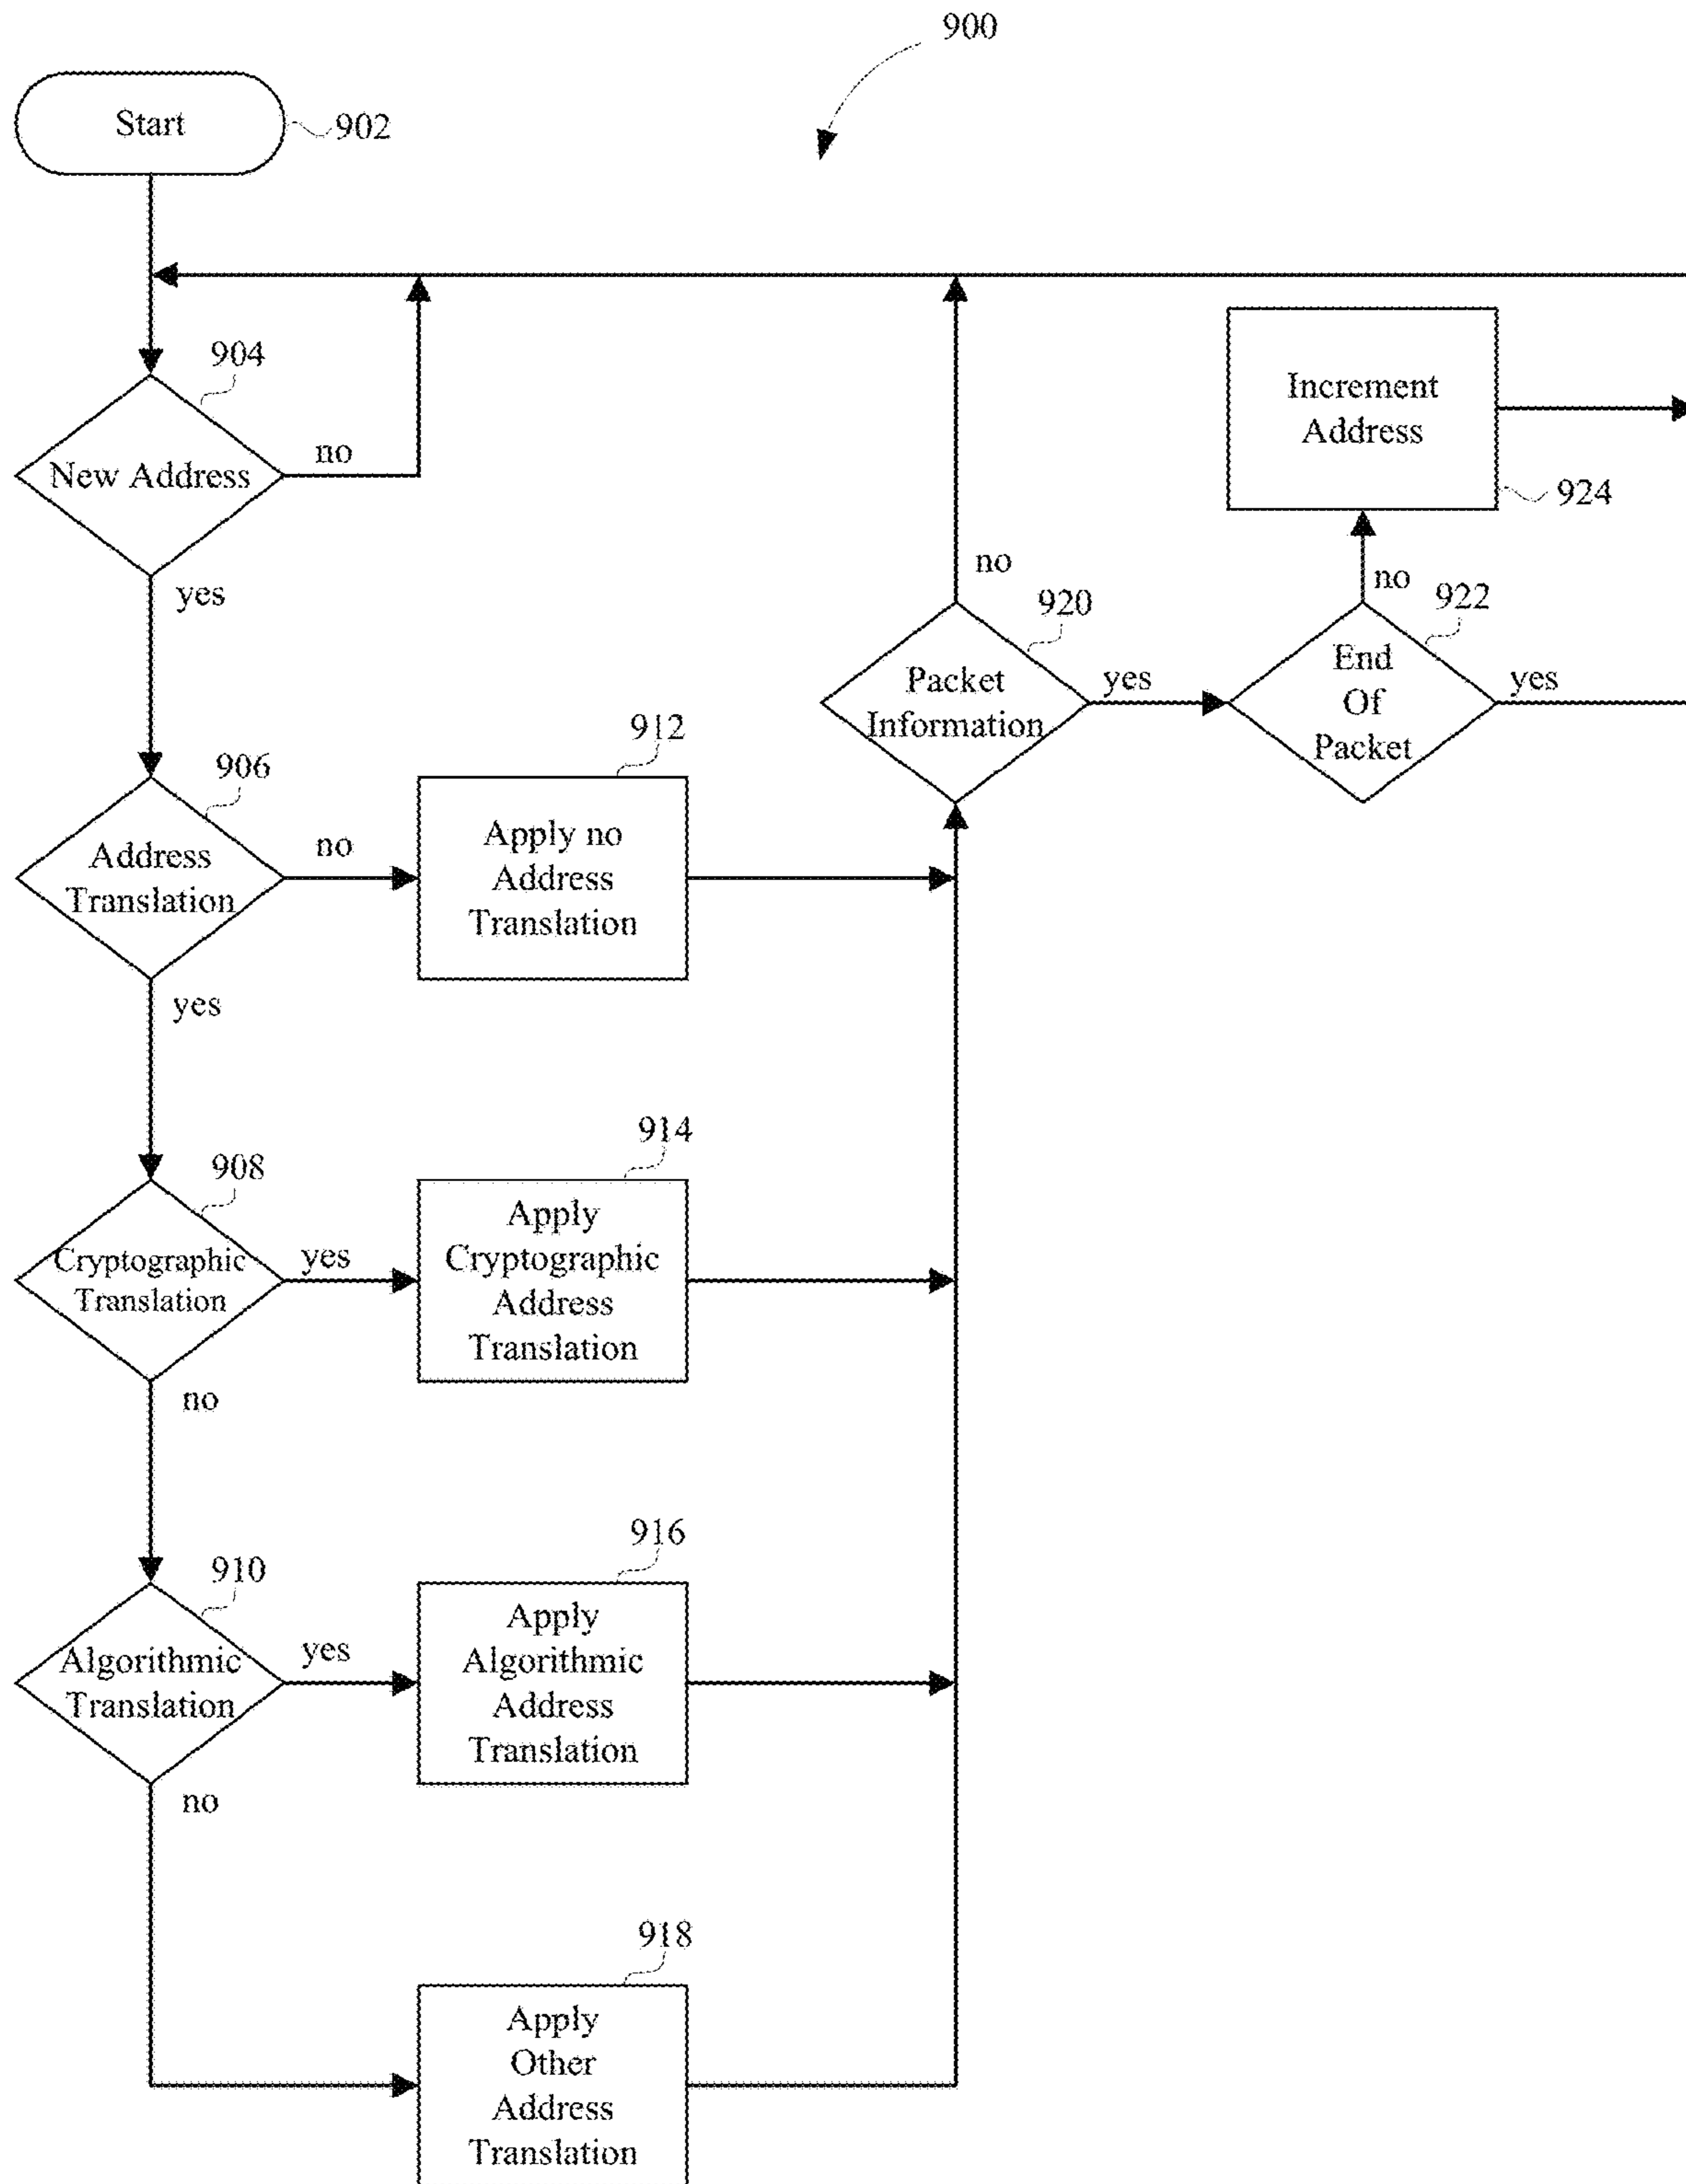 900
Start
902
904
New Address
no
yes
Increment
Address
924
no
920
no
922
Packet
Information
yes
End
Of
Packet
yes
906
Address
Translation
no
912
Apply no
Address
Translation
yes
908
Cryptographic
Translation
yes
914
Apply
Cryptographic
Address
Translation
no
910
Algorithmic
Translation
yes
916
Apply
Algorithmic
Address
Translation
no
918
Apply
Other
Address
Translation